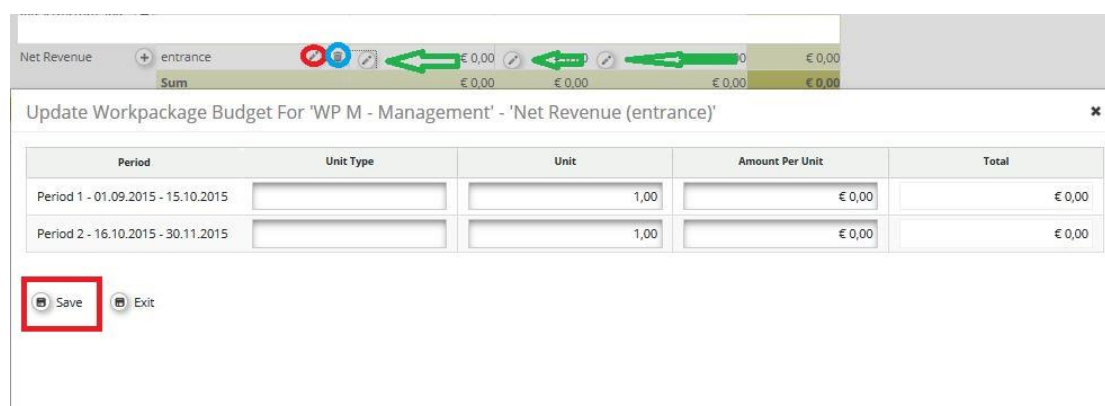 Net Revenue entrance € 0,00 0 0 € 0,00
Sum € 0,00 € 0,00 € 0,00 € 0,00
Update Workpackage Budget For 'WP M - Management' - 'Net Revenue (entrance)'
Period Unit Type Unit Amount Per Unit Total
Period 1 - 01.09.2015 - 15.10.2015 1,00 € 0,00 € 0,00
Period 2 - 16.10.2015 - 30.11.2015 1,00 € 0,00 € 0,00
Save Exit